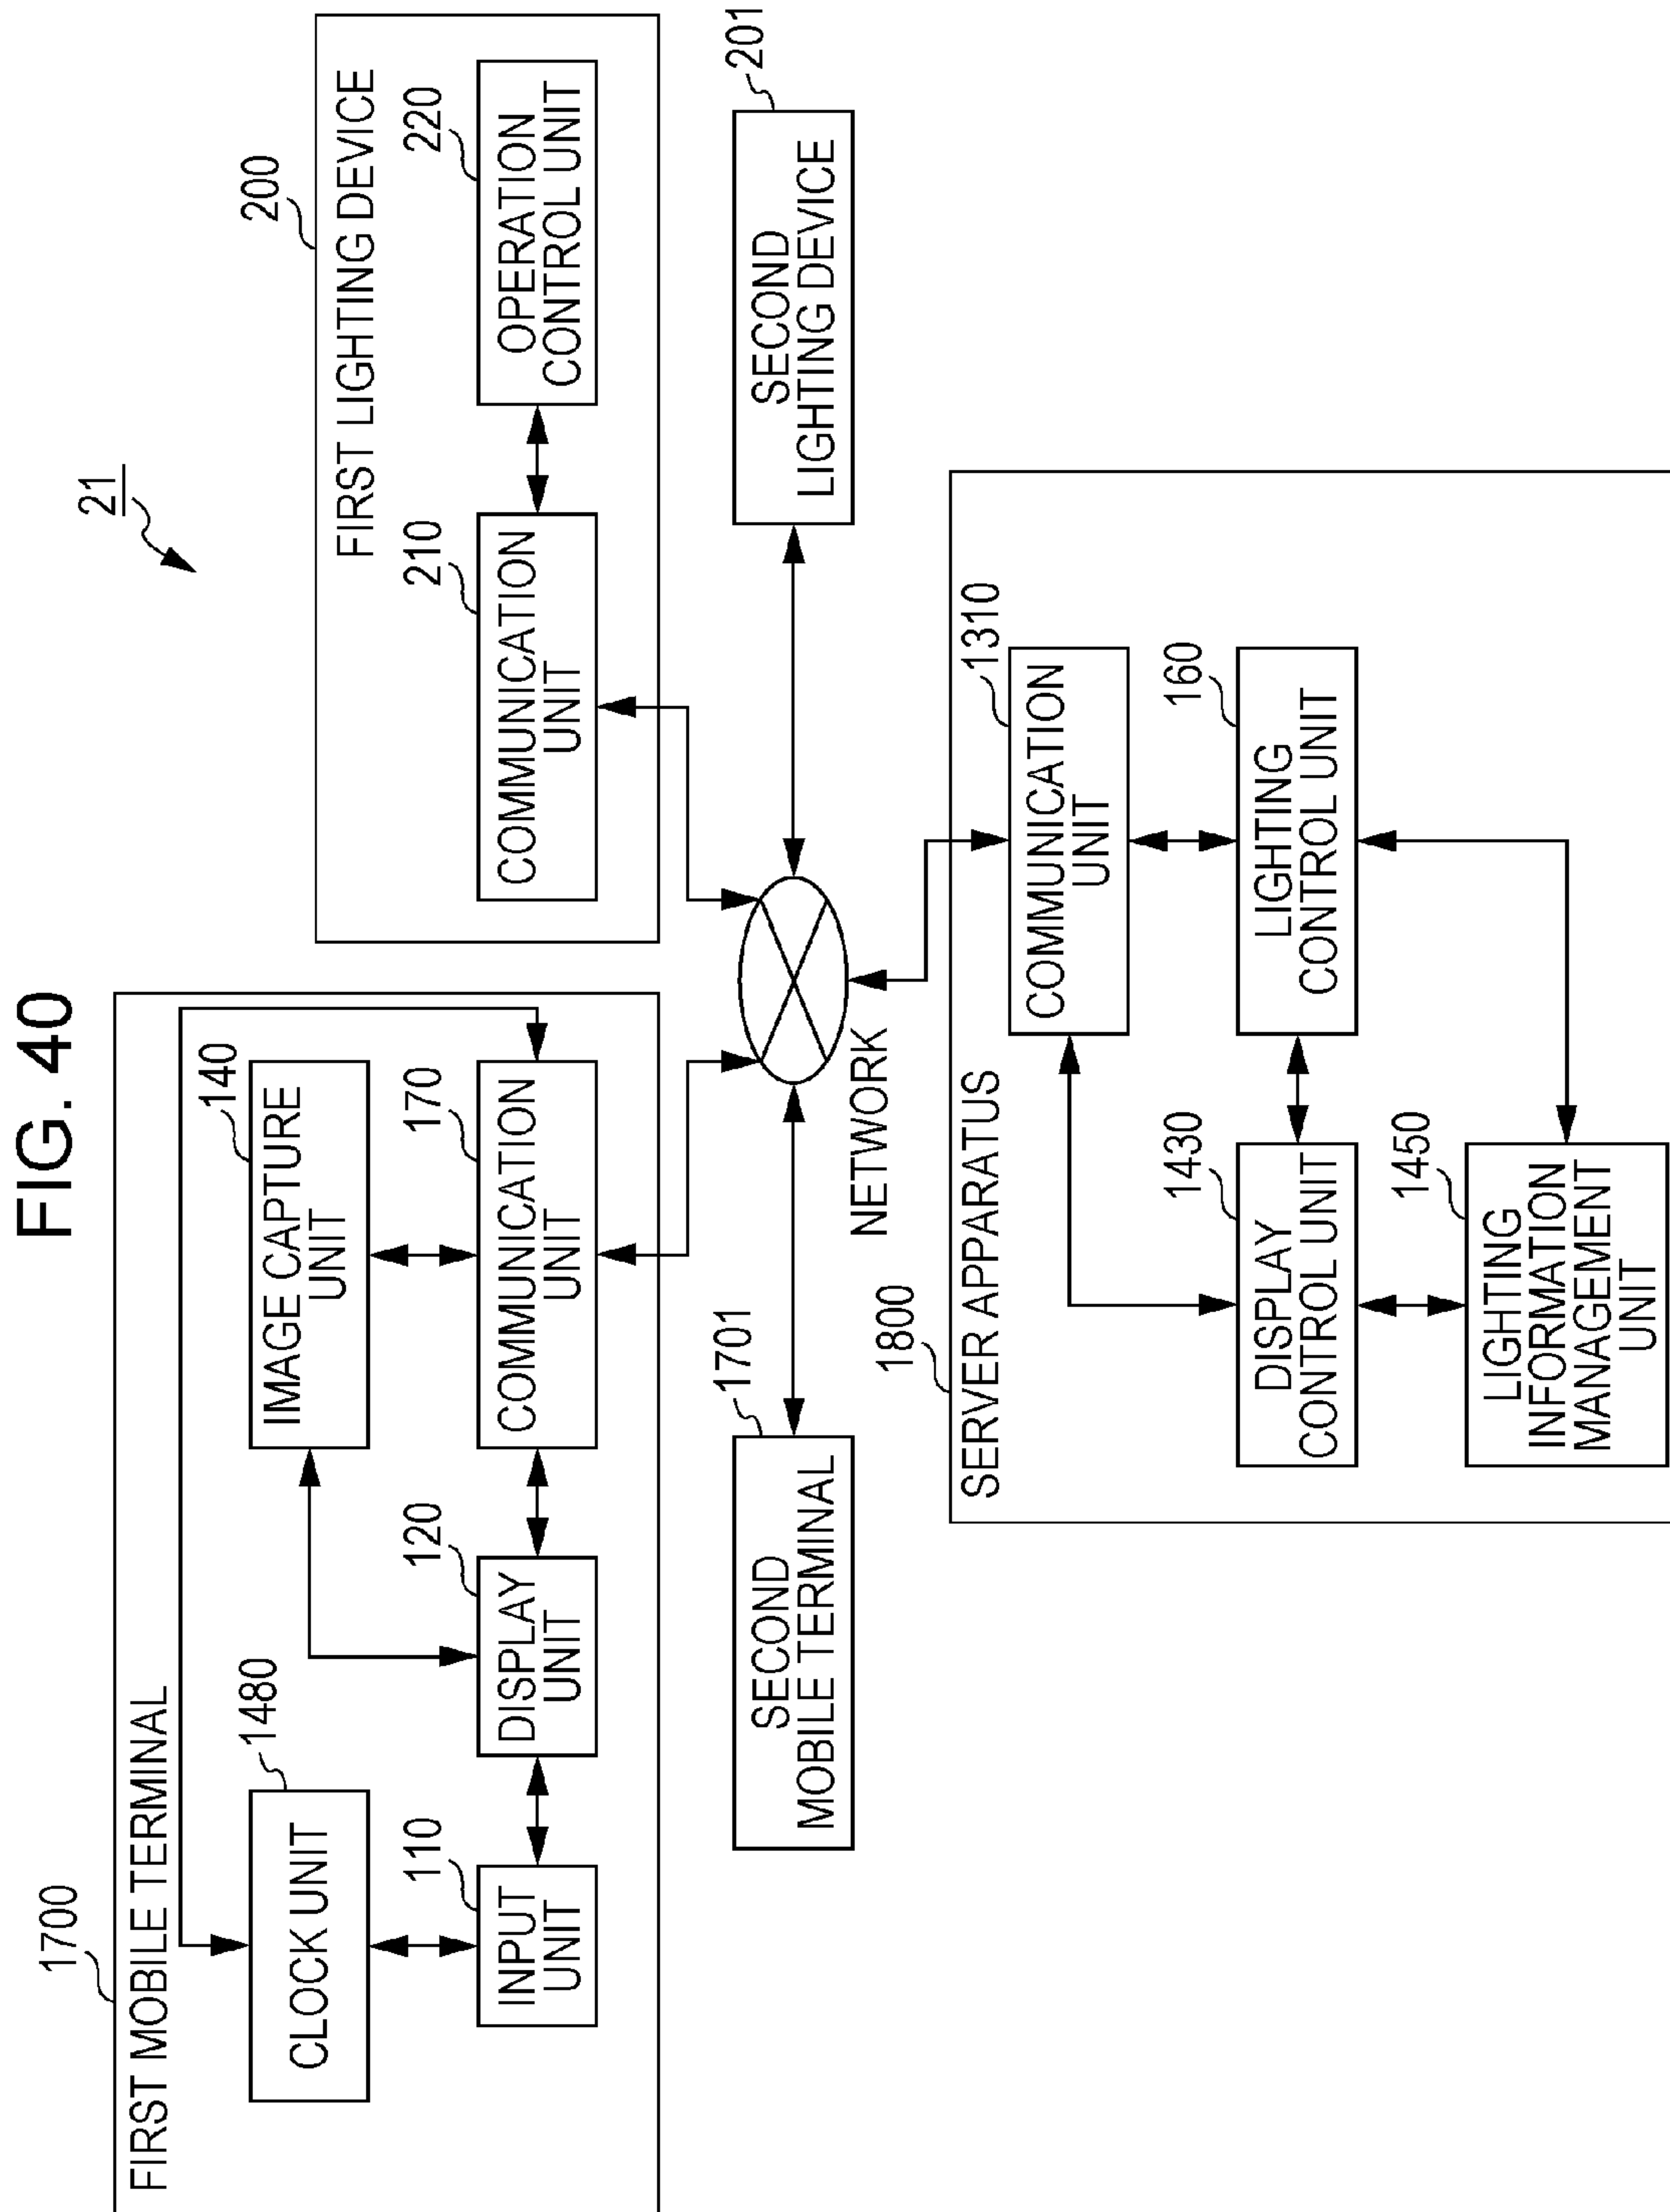 FIG. 40
21
1700
FIRST MOBILE TERMINAL
1480
CLOCK UNIT
140
IMAGE CAPTURE
UNIT
110
INPUT
UNIT
120
DISPLAY
UNIT
170
COMMUNICATION
UNIT
200
FIRST LIGHTING DEVICE
210
COMMUNICATION
UNIT
220
OPERATION
CONTROL UNIT
1701
SECOND
MOBILE TERMINAL
NETWORK
201
SECOND
LIGHTING DEVICE
1800
SERVER APPARATUS
1310
COMMUNICATION
UNIT
1430
DISPLAY
CONTROL UNIT
160
LIGHTING
CONTROL UNIT
1450
LIGHTING
INFORMATION
MANAGEMENT
UNIT